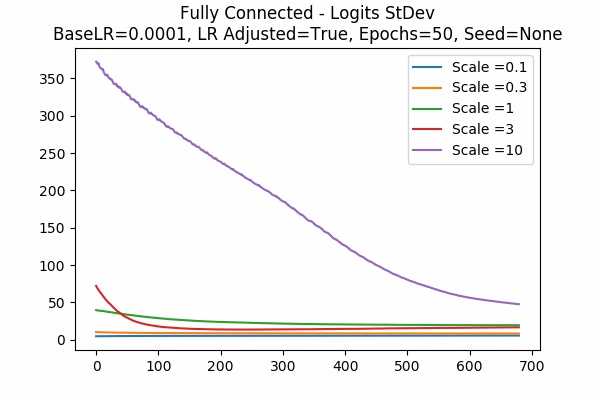 Fully Connected - Logits StDev
BaseLR=0.0001, LR Adjusted=True, Epochs=50, Seed=None
Scale =0.1
Scale =0.3
Scale =1
Scale =3
Scale =10
350
300
250
200
150
100
50
0
0 100 200 300 400 500 600 700